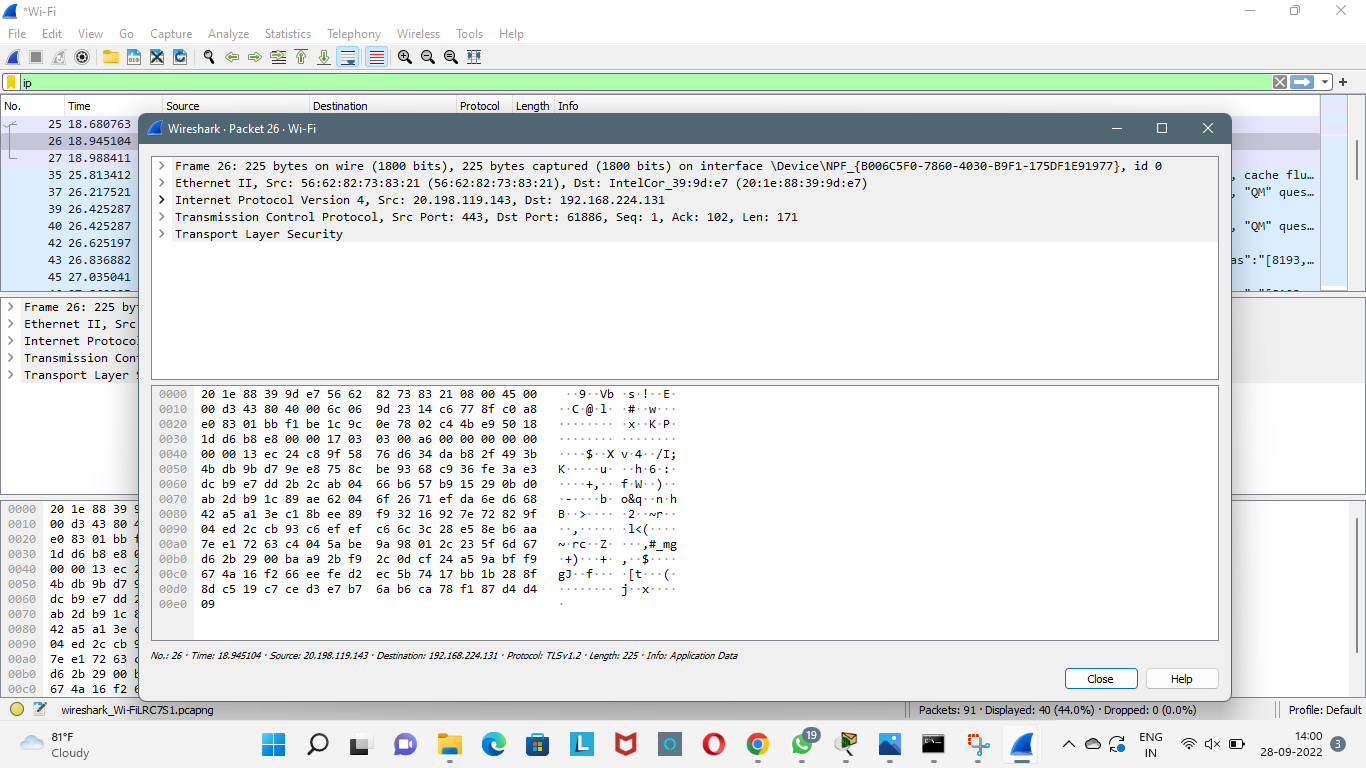 *Wi-Fi
File Edit View Go Capture Analyze Statistics Telephony Wireless Tools Help
ip
No. Time Source Destination Protocol Length Info
25 18.680763
26 18.945104
27 18.988411
35 25.813412 , cache flu…
37 26.217521 , "QM" ques…
39 26.425287
40 26.425287 , "QM" ques…
42 26.625197
43 26.836882 as":"[8193,…
45 27.035041
Wireshark · Packet 26 · Wi-Fi
Frame 26: 225 bytes on wire (1800 bits), 225 bytes captured (1800 bits) on interface \Device\NPF_{B006C5F0-7860-4030-B9F1-175DF1E91977}, id 0
Ethernet II, Src: 56:62:82:73:83:21 (56:62:82:73:83:21), Dst: IntelCor_39:9d:e7 (20:1e:88:39:9d:e7)
Internet Protocol Version 4, Src: 20.198.119.143, Dst: 192.168.224.131
Transmission Control Protocol, Src Port: 443, Dst Port: 61886, Seq: 1, Ack: 102, Len: 171
Transport Layer Security
0000 20 1e 88 39 9d e7 56 62 82 73 83 21 08 00 45 00 ··9··Vb ·s·!··E·
0010 00 d3 43 80 40 00 6c 06 9d 23 14 c6 77 8f c0 a8 ··C·@·l· ·#··w···
0020 e0 83 01 bb f1 be 1c 9c 0e 78 02 c4 4b e9 50 18 ········ ·x··K·P·
0030 1d d6 b8 e8 00 00 17 03 03 00 a6 00 00 00 00 00 ········ ········
0040 00 00 13 ec 24 c8 9f 58 76 d6 34 da b8 2f 49 3b ····$··X v·4··/I;
0050 4b db 9b d7 9e e8 75 8c be 93 68 c9 36 fe 3a e3 K·····u· ··h·6·:·
0060 dc b9 e7 dd 2b 2c ab 04 66 b6 57 b9 15 29 0b d0 ····+,·· f·W··)··
0070 ab 2d b9 1c 89 ae 62 04 6f 26 71 ef da 6e d6 68 ·-····b· o&q··n·h
0080 42 a5 a1 3e c1 8b ee 89 f9 32 16 92 7e 72 82 9f B··>···· ·2··~r··
0090 04 ed 2c cb 93 c6 ef ef c6 6c 3c 28 e5 8e b6 aa ··,····· ·l<(····
00a0 7e e1 72 63 c4 04 5a be 9a 98 01 2c 23 5f 6d 67 ~·rc··Z· ···,#_mg
00b0 d6 2b 29 00 ba a9 2b f9 2c 0d cf 24 a5 9a bf f9 ·+)···+· ,··$····
00c0 67 4a 16 f2 66 ee fe d2 ec 5b 74 17 bb 1b 28 8f gJ··f··· ·[t···(·
00d0 8d c5 19 c7 ce d3 e7 b7 6a b6 ca 78 f1 87 d4 d4 ········ j··x····
00e0 09 ·
No.: 26 · Time: 18.945104 · Source: 20.198.119.143 · Destination: 192.168.224.131 · Protocol: TLSv1.2 · Length: 225 · Info: Application Data
Close Help
Frame 26: 225 by
Ethernet II, Src
Internet Protoco
Transmission Con
Transport Layer
0000 20 1e 88 39
0010 00 d3 43 80
0020 e0 83 01 bb
0030 1d d6 b8 e8
0040 00 00 13 ec
0050 4b db 9b d7
0060 dc b9 e7 dd
0070 ab 2d b9 1c
0080 42 a5 a1 3e
0090 04 ed 2c cb
00a0 7e e1 72 63
00b0 d6 2b 29 00
00c0 67 4a 16 f2
wireshark_Wi-FiLRC7S1.pcapng
Packets: 91 · Displayed: 40 (44.0%) · Dropped: 0 (0.0%)
Profile: Default
81°F
Cloudy
L
19
ENG
IN
14:00
28-09-2022
3